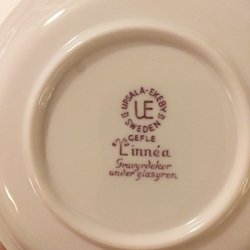 UPSALA-EKEBY
UE
SWEDEN
GEFLE
"Linnéa"
Gravyrdekor
under glasyren.